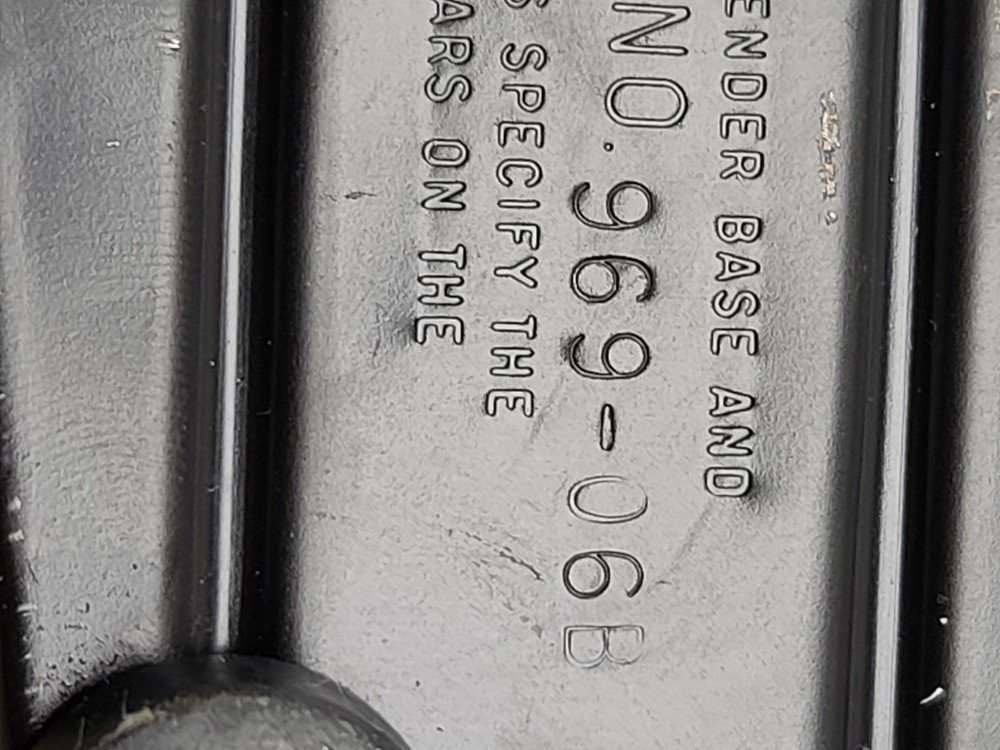 ENDER BASE AND
NO. 969-06B
S SPECIFY THE
ARS ON THE